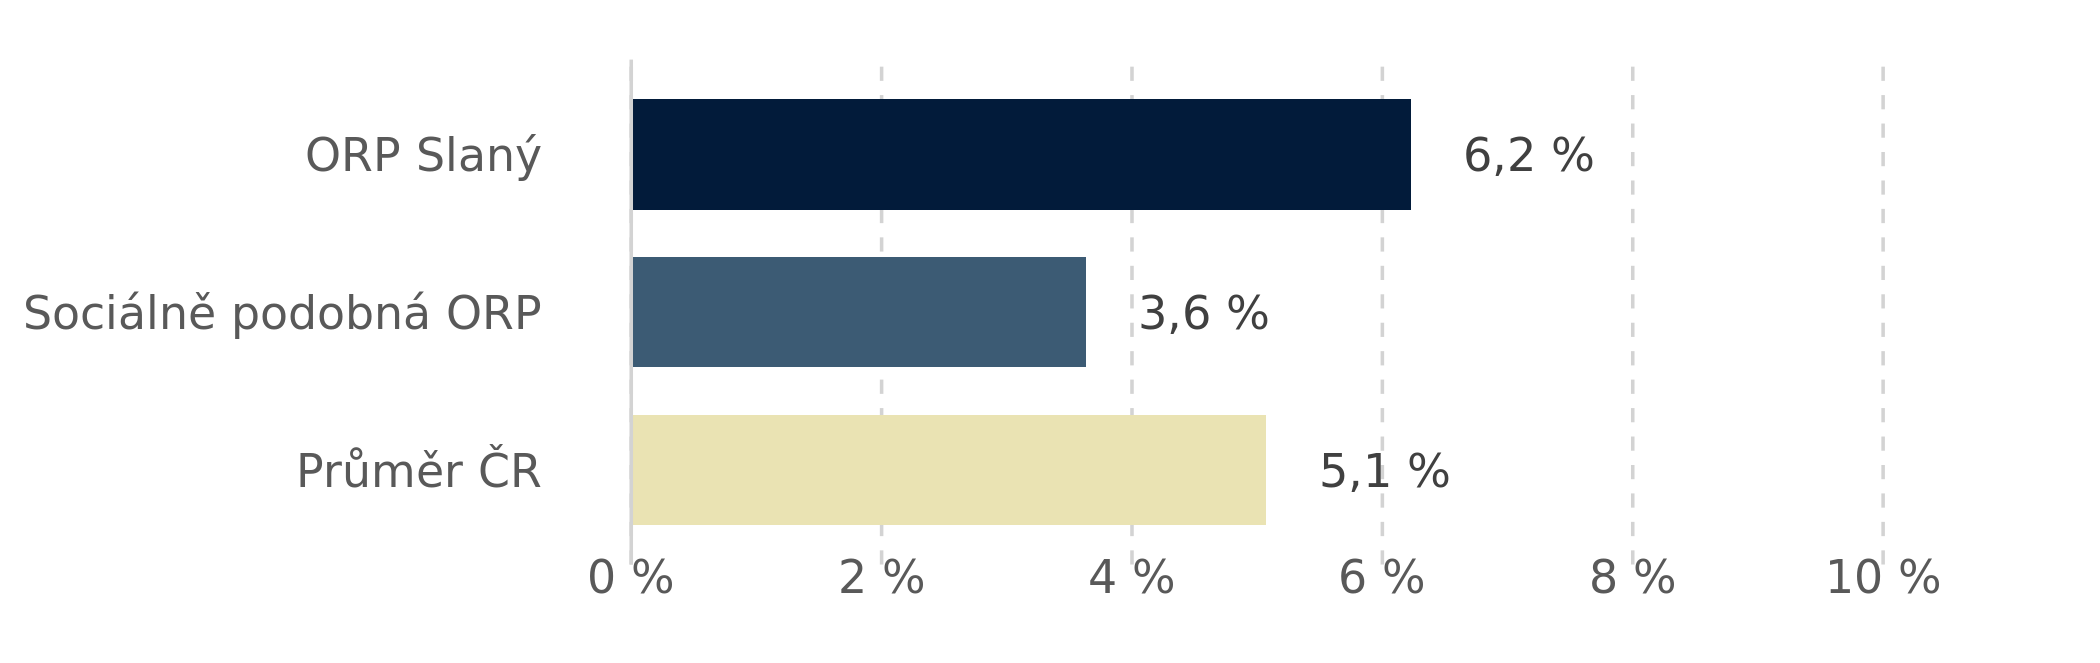 ORP Slaný 6,2 %
Sociálně podobná ORP 3,6 %
Průměr ČR 5,1 %
0 % 2 % 4 % 6 % 8 % 10 %